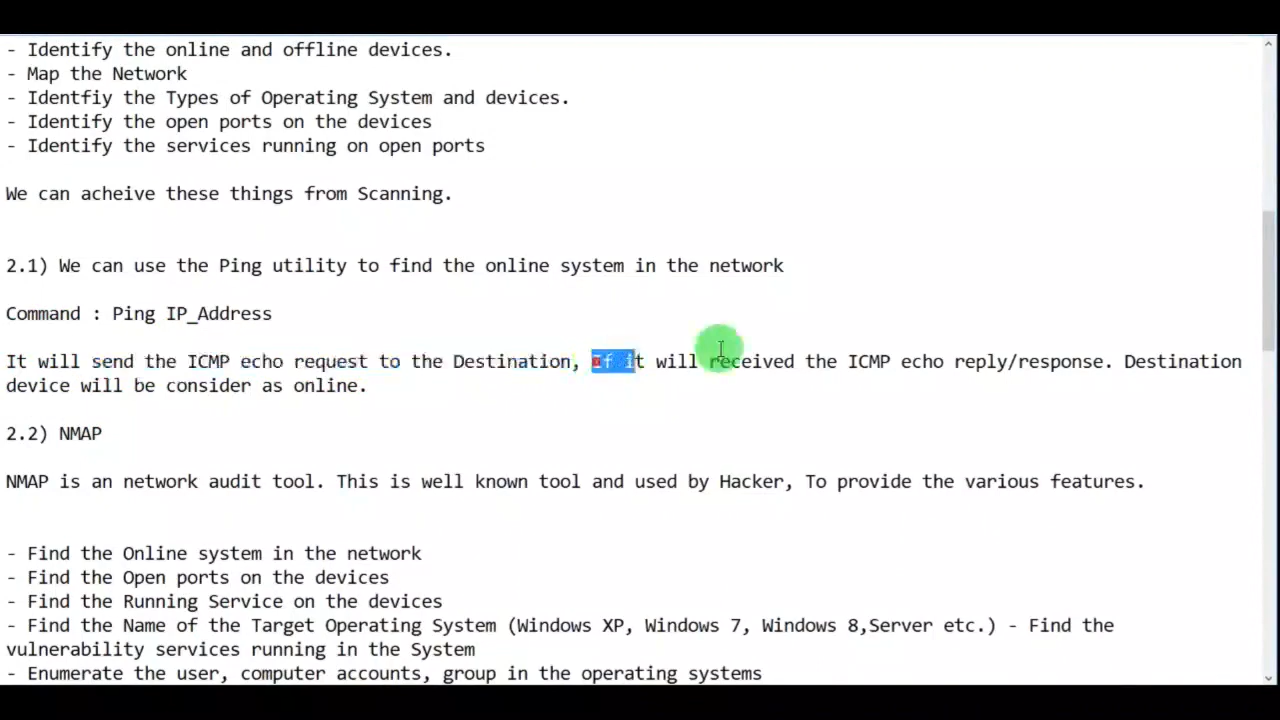 - Identify the online and offline devices.
- Map the Network
- Identfiy the Types of Operating System and devices.
- Identify the open ports on the devices
- Identify the services running on open ports
We can acheive these things from Scanning.
2.1) We can use the Ping utility to find the online system in the network
Command : Ping IP_Address
It will send the ICMP echo request to the Destination, If it will received the ICMP echo reply/response. Destination
device will be consider as online.
2.2) NMAP
NMAP is an network audit tool. This is well known tool and used by Hacker, To provide the various features.
- Find the Online system in the network
- Find the Open ports on the devices
- Find the Running Service on the devices
- Find the Name of the Target Operating System (Windows XP, Windows 7, Windows 8,Server etc.) - Find the
vulnerability services running in the System
- Enumerate the user, computer accounts, group in the operating systems